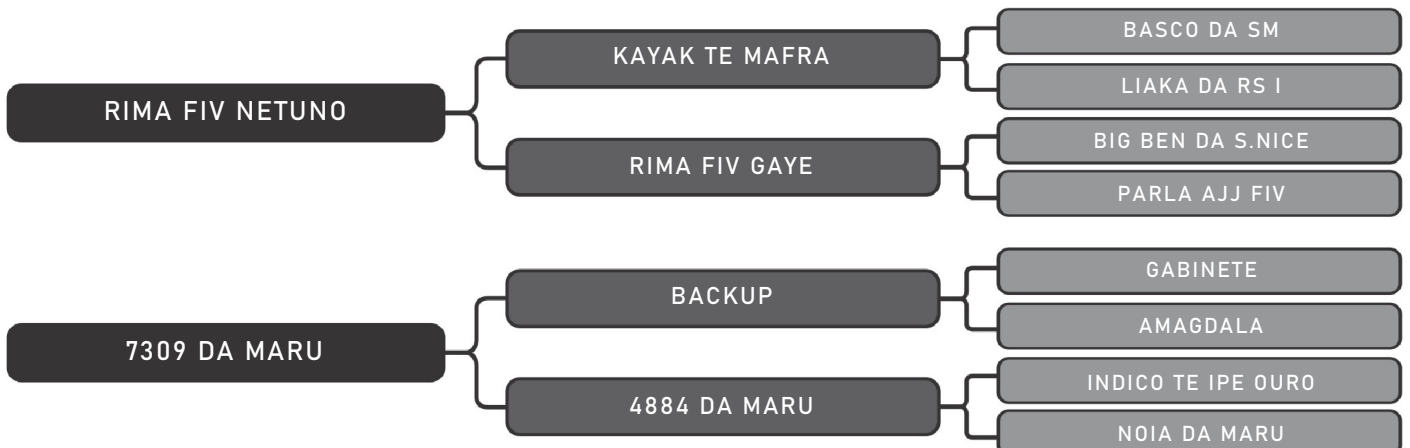 RIMA FIV NETUNO
KAYAK TE MAFRA
BASCO DA SM
LIAKA DA RS I
RIMA FIV GAYE
BIG BEN DA S.NICE
PARLA AJJ FIV
7309 DA MARU
BACKUP
GABINETE
AMAGDALA
4884 DA MARU
INDICO TE IPE OURO
NOIA DA MARU